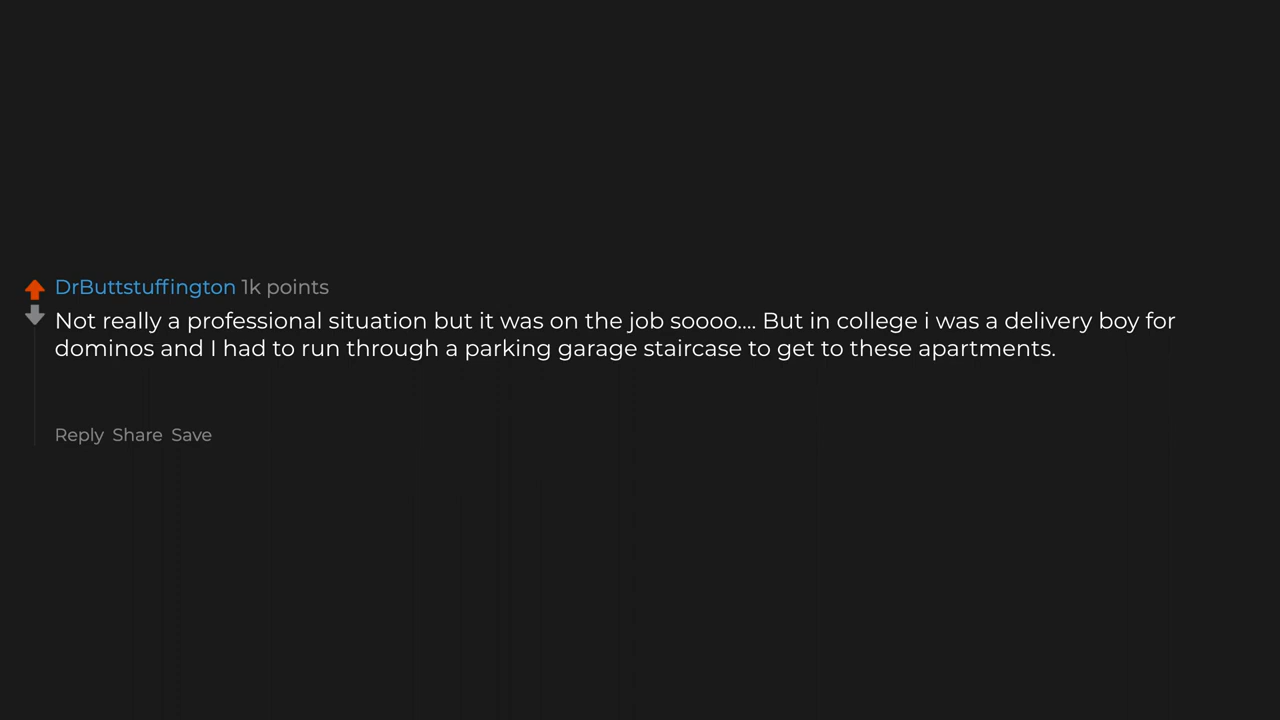 DrButtstuffington 1k points
Not really a professional situation but it was on the job soooo.... But in college i was a delivery boy for
dominos and I had to run through a parking garage staircase to get to these apartments.
Reply Share Save